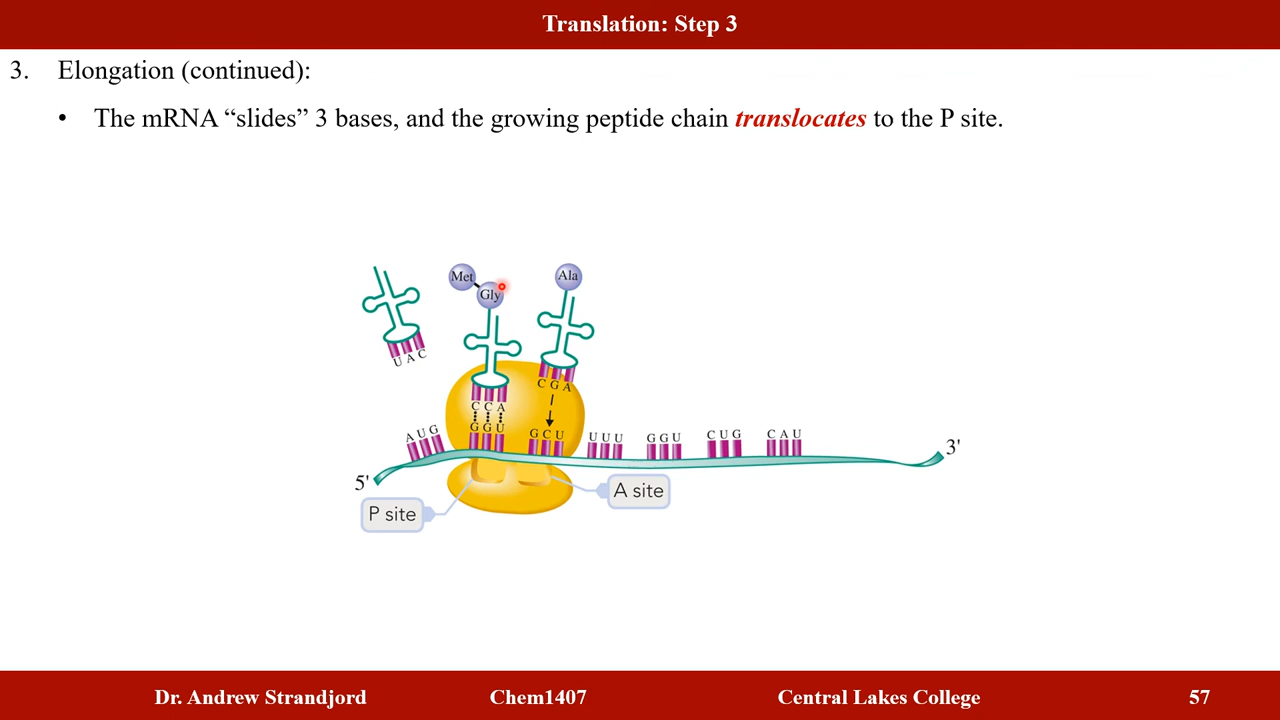 Translation: Step 3
3. Elongation (continued):
• The mRNA “slides” 3 bases, and the growing peptide chain translocates to the P site.
Met
Gly
Ala
U A C
C G A
C C A
A U G
G G U
G C U
U U U
G G U
C U G
C A U
3'
5'
A site
P site
Dr. Andrew Strandjord Chem1407 Central Lakes College 57